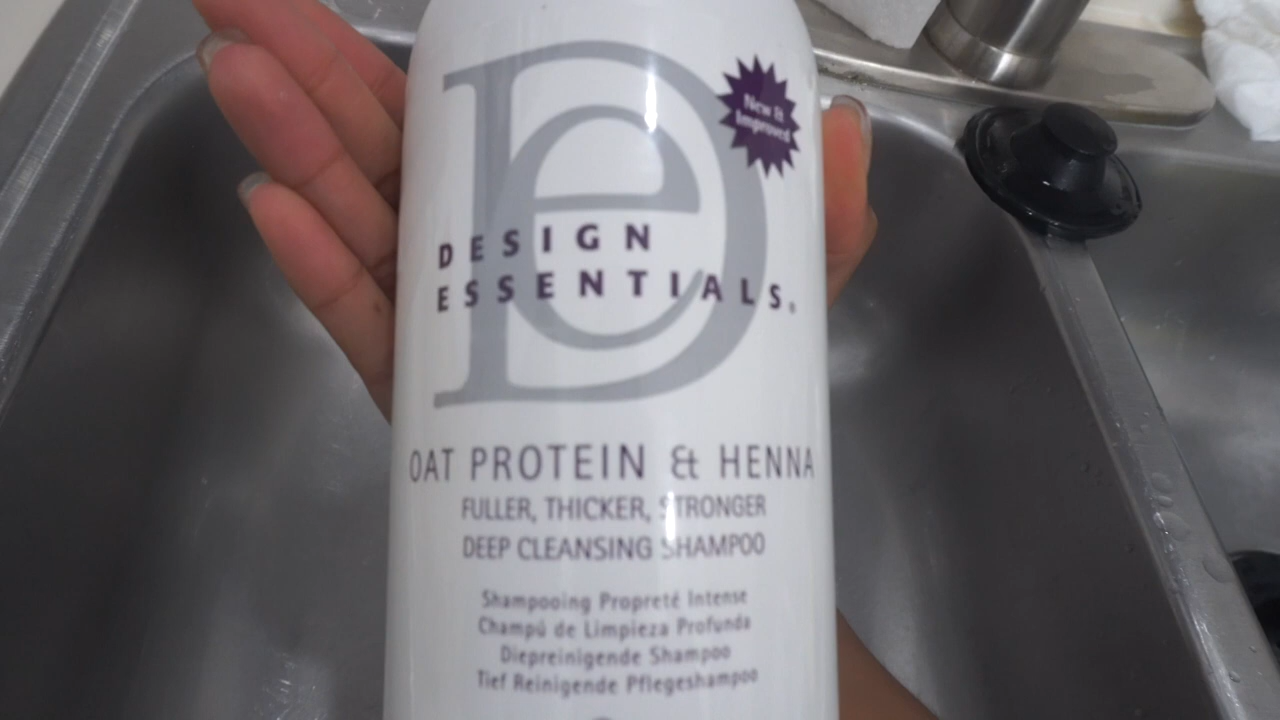 De
New &
Improved
DESIGN
ESSENTIALS®
OAT PROTEIN & HENNA
FULLER, THICKER, STRONGER
DEEP CLEANSING SHAMPOO
Shampooing Propreté Intense
Champú de Limpieza Profunda
Diepreinigende Shampoo
Tief Reinigende Pflegeshampoo